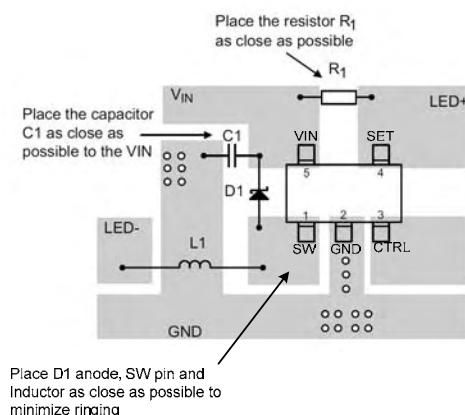 Place the resistor R1
as close as possible
R1
VIN
LED+
Place the capacitor
C1 as close as
possible to the VIN
C1
VIN
SET
5
4
D1
1
2
3
LED-
L1
SW
GND
CTRL
GND
Place D1 anode, SW pin and
Inductor as close as possible to
minimize ringing